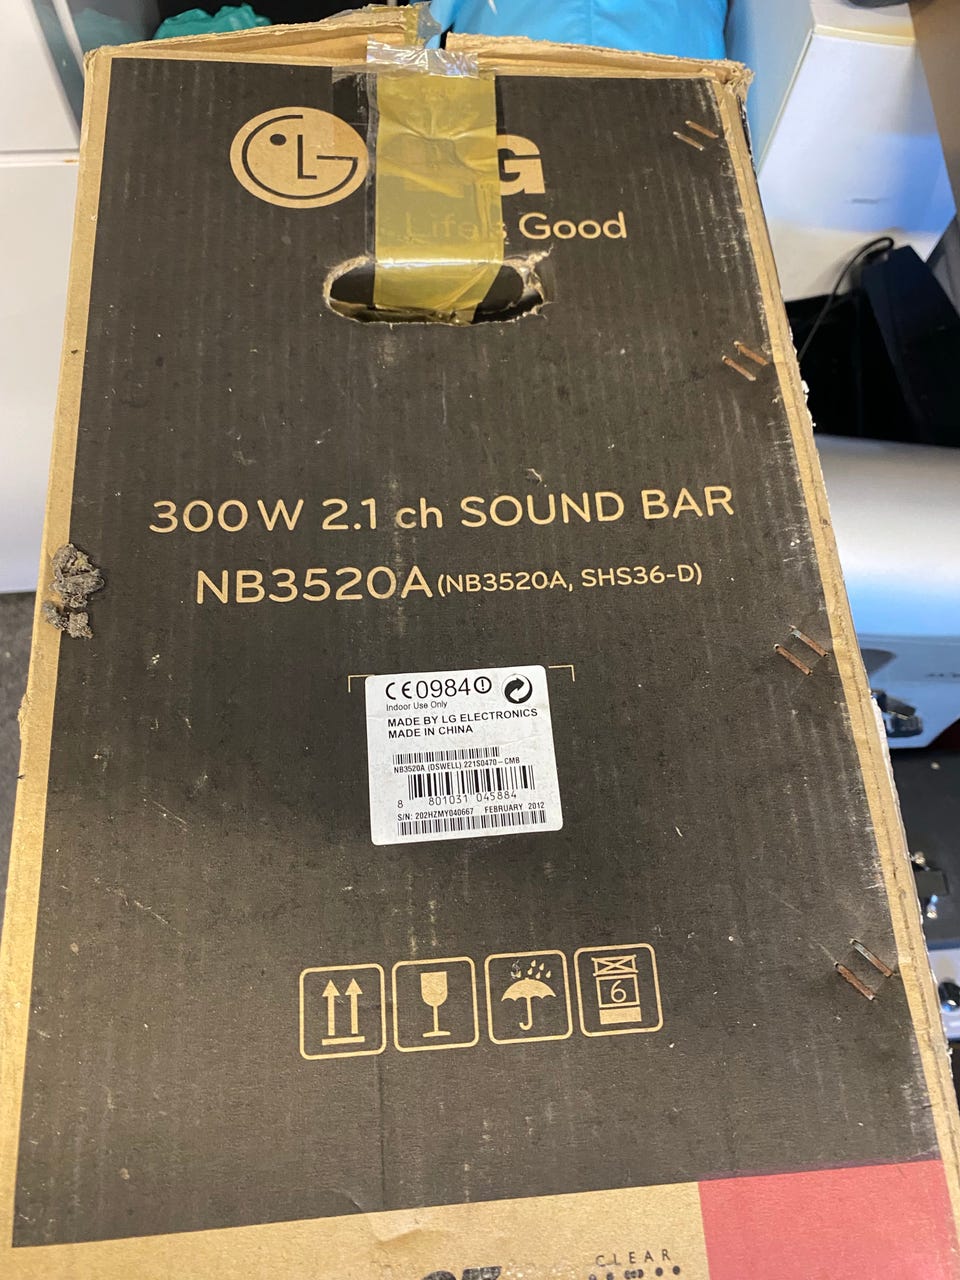 LG
Life's Good
300W 2.1 ch SOUND BAR
NB3520A (NB3520A, SHS36-D)
CE0984
Indoor Use Only
MADE BY LG ELECTRONICS
MADE IN CHINA
NB3520A (DSWELL) 221S0470-CMB
8 801031 045884
S/N: 202HZMY040667 FEBRUARY 2012
6
CLEAR